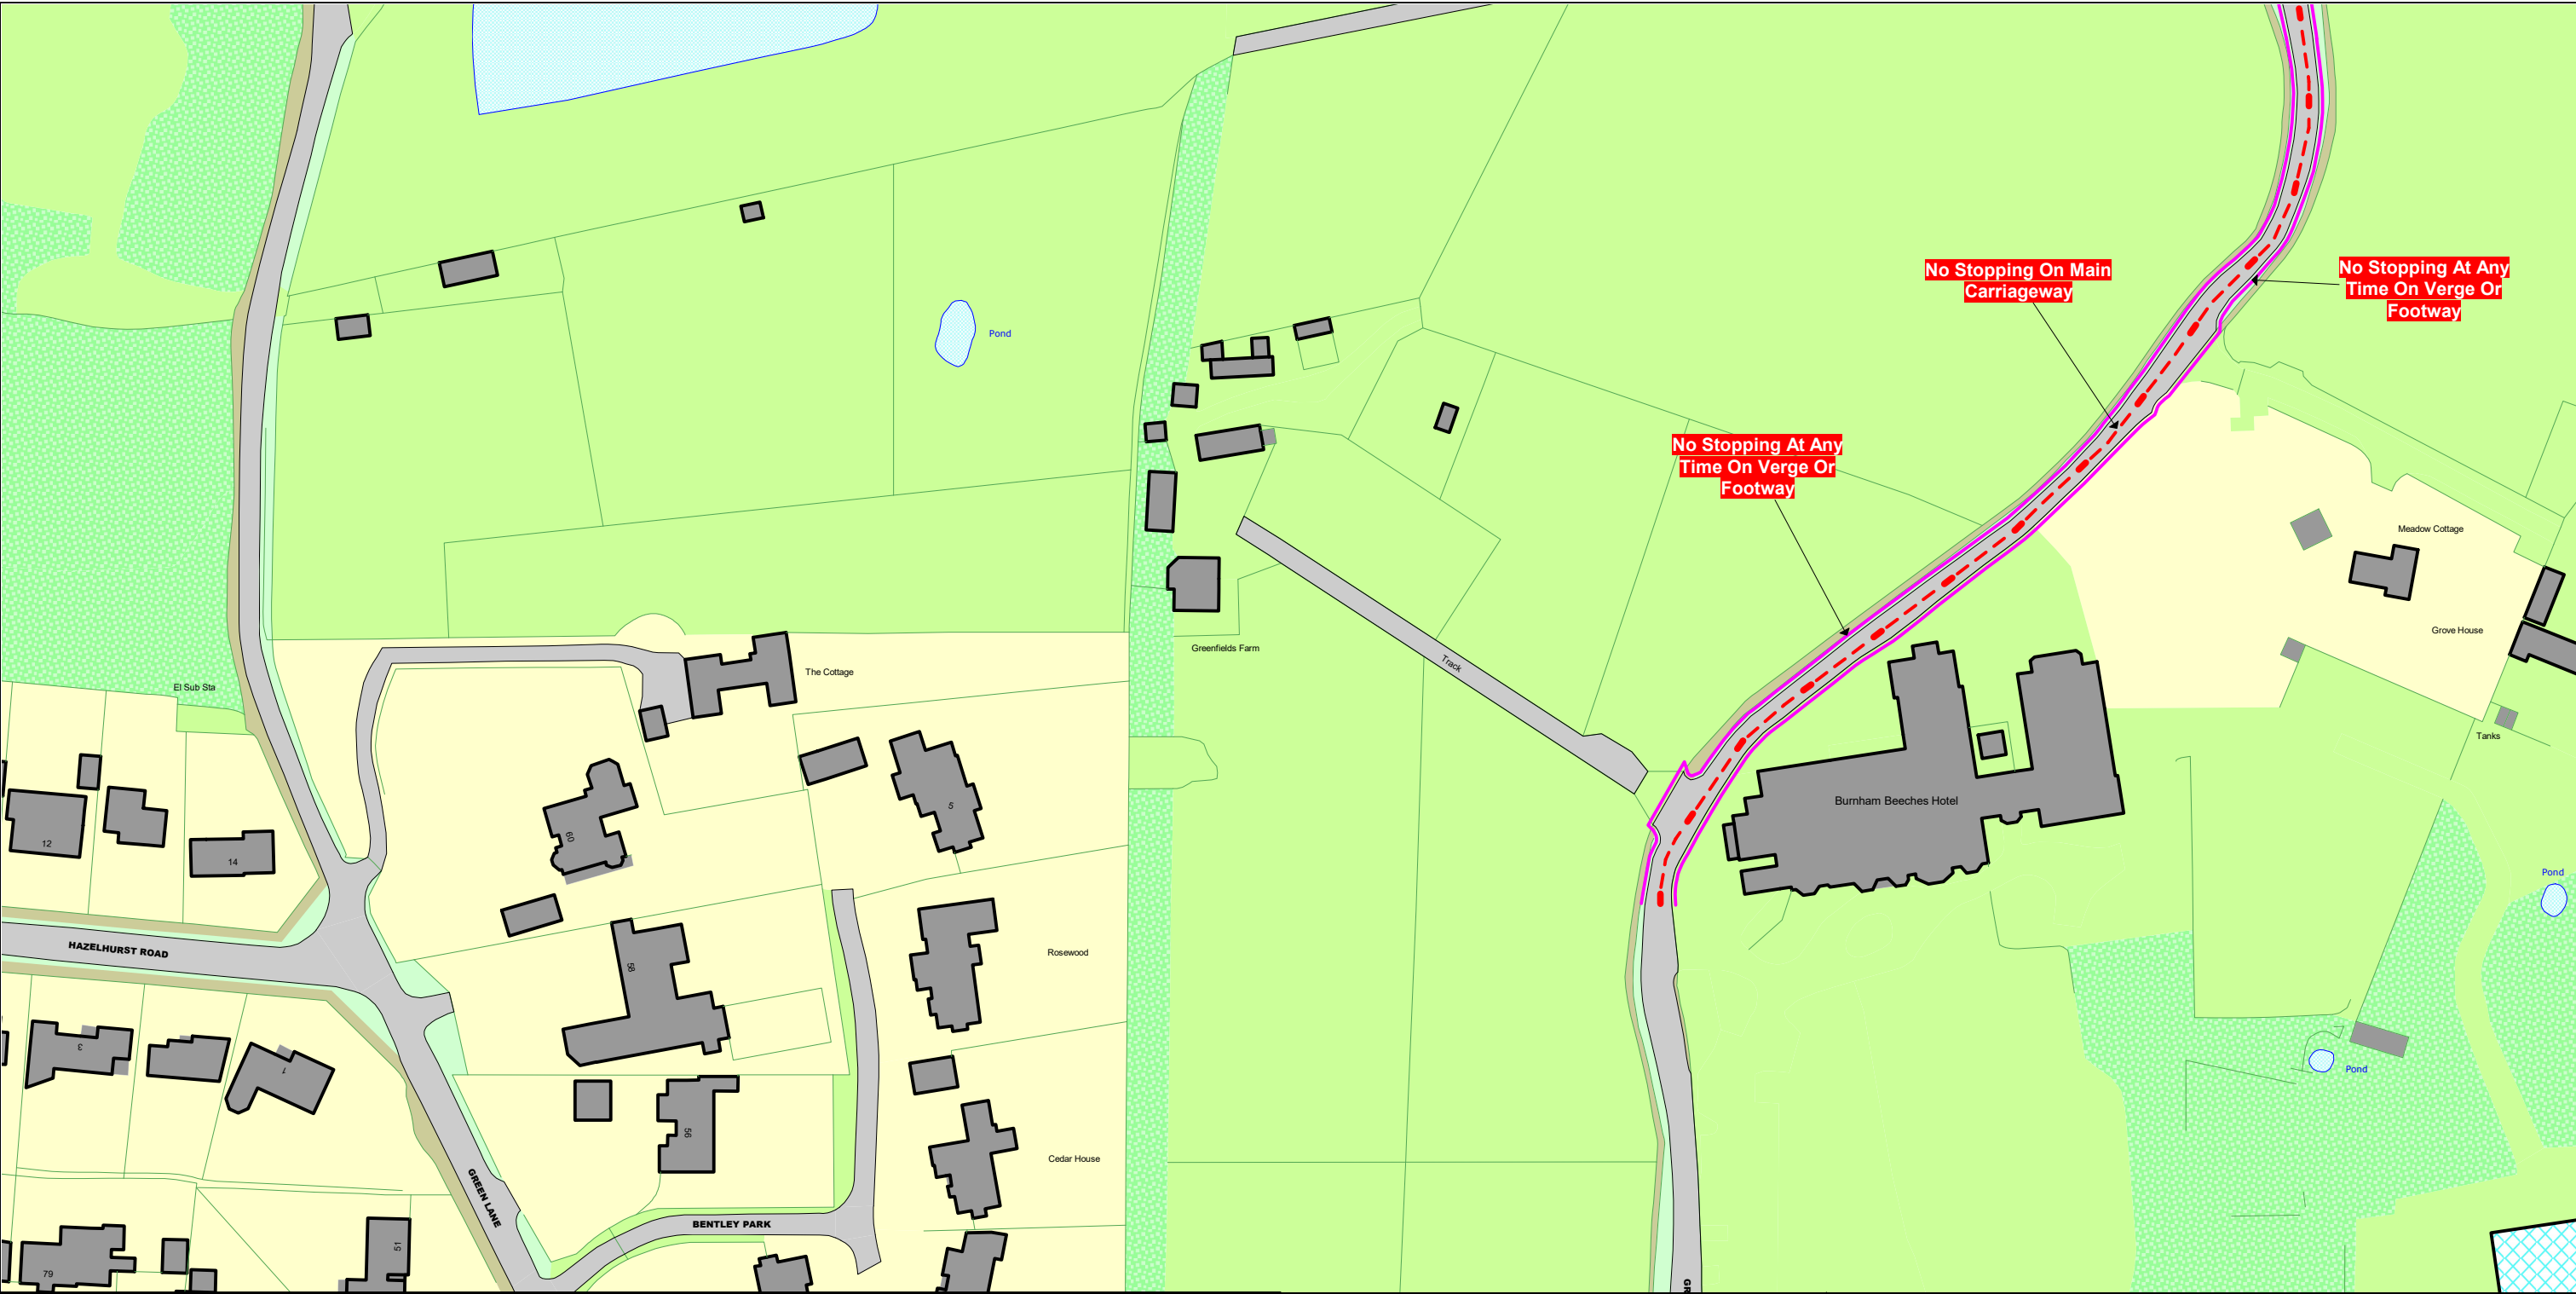 No Stopping On Main
Carriageway
No Stopping At Any
Time On Verge Or
Footway
Pond
No Stopping At Any
Time On Verge Or
Footway
Meadow Cottage
Grove House
Greenfields Farm
Track
The Cottage
El Sub Sta
Tanks
5
Burnham Beeches Hotel
60
12
14
Pond
HAZELHURST ROAD
Rosewood
58
3
1
Pond
56
Cedar House
GREEN LANE
BENTLEY PARK
51
79
GR